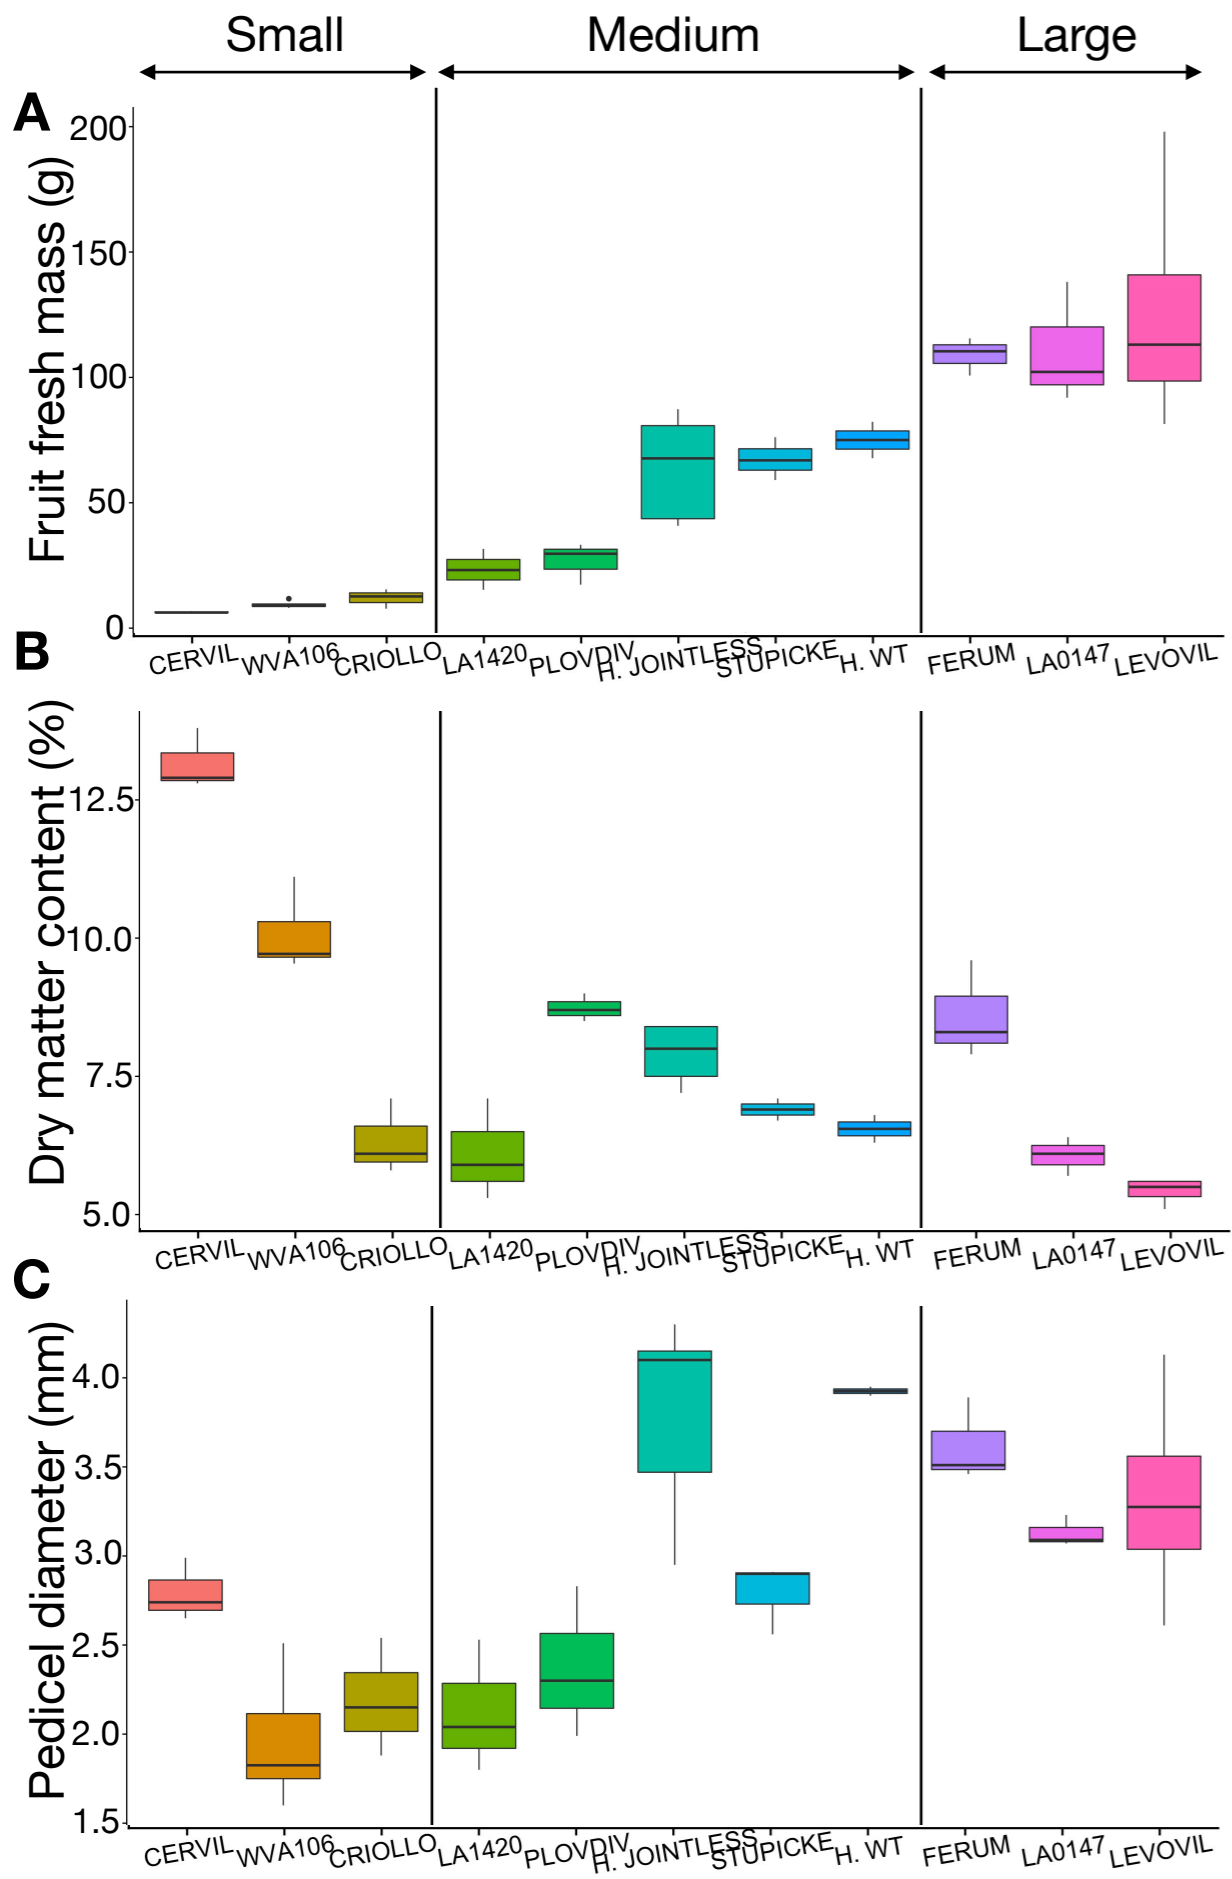 Small Medium Large
A
Fruit fresh mass (g)
200
150
100
50
0
CERVIL WVA106 CRIOLLO LA1420 PLOVDIV H. JOINTLESS STUPICKE H. WT FERUM LA0147 LEVOVIL
B
Dry matter content (%)
12.5
10.0
7.5
5.0
CERVIL WVA106 CRIOLLO LA1420 PLOVDIV H. JOINTLESS STUPICKE H. WT FERUM LA0147 LEVOVIL
C
Pedicel diameter (mm)
4.0
3.5
3.0
2.5
2.0
1.5
CERVIL WVA106 CRIOLLO LA1420 PLOVDIV H. JOINTLESS STUPICKE H. WT FERUM LA0147 LEVOVIL